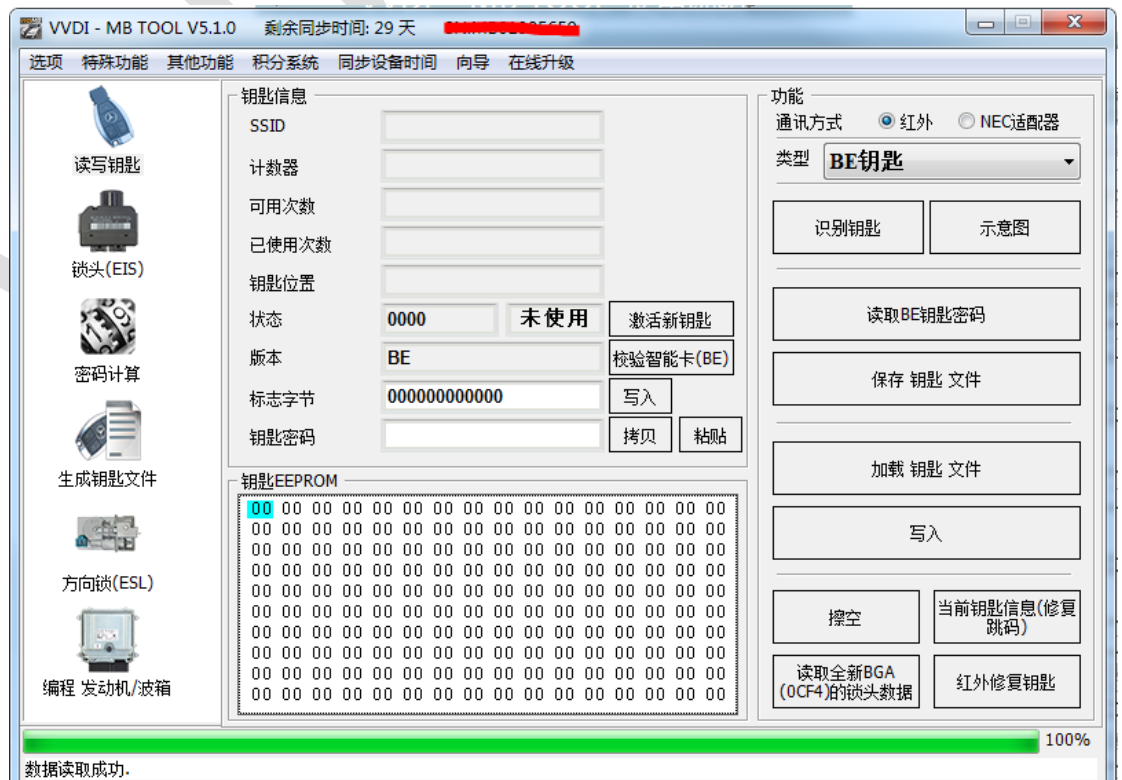 VVDI - MB TOOL V5.1.0 剩余同步时间: 29 天
选项 特殊功能 其他功能 积分系统 同步设备时间 向导 在线升级
读写钥匙
锁头(EIS)
密码计算
生成钥匙文件
方向锁(ESL)
编程 发动机/波箱
钥匙信息
SSID
计数器
可用次数
已使用次数
钥匙位置
状态 0000 未使用 激活新钥匙
版本 BE 校验智能卡(BE)
标志字节 000000000000 写入
钥匙密码 拷贝 粘贴
钥匙EEPROM
00 00 00 00 00 00 00 00 00 00 00 00 00 00 00 00
00 00 00 00 00 00 00 00 00 00 00 00 00 00 00 00
00 00 00 00 00 00 00 00 00 00 00 00 00 00 00 00
00 00 00 00 00 00 00 00 00 00 00 00 00 00 00 00
00 00 00 00 00 00 00 00 00 00 00 00 00 00 00 00
00 00 00 00 00 00 00 00 00 00 00 00 00 00 00 00
00 00 00 00 00 00 00 00 00 00 00 00 00 00 00 00
00 00 00 00 00 00 00 00 00 00 00 00 00 00 00 00
00 00 00 00 00 00 00 00 00 00 00 00 00 00 00 00
00 00 00 00 00 00 00 00 00 00 00 00 00 00 00 00
功能
通讯方式 红外 NEC适配器
类型 BE钥匙
识别钥匙 示意图
读取BE钥匙密码
保存 钥匙 文件
加载 钥匙 文件
写入
擦空 当前钥匙信息(修复
跳码)
读取全新BGA
(0CF4)的锁头数据 红外修复钥匙
100%
数据读取成功.